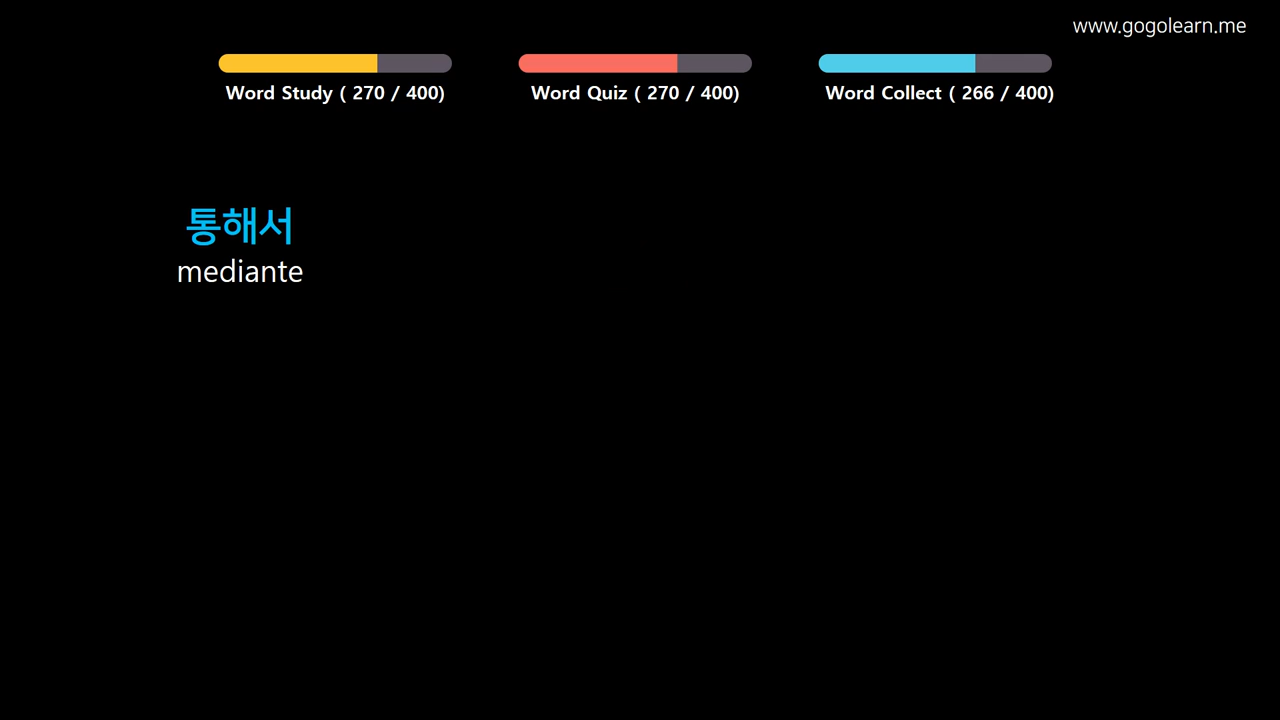 www.gogolearn.me
Word Study ( 270 / 400)
Word Quiz ( 270 / 400)
Word Collect ( 266 / 400)
통해서
mediante